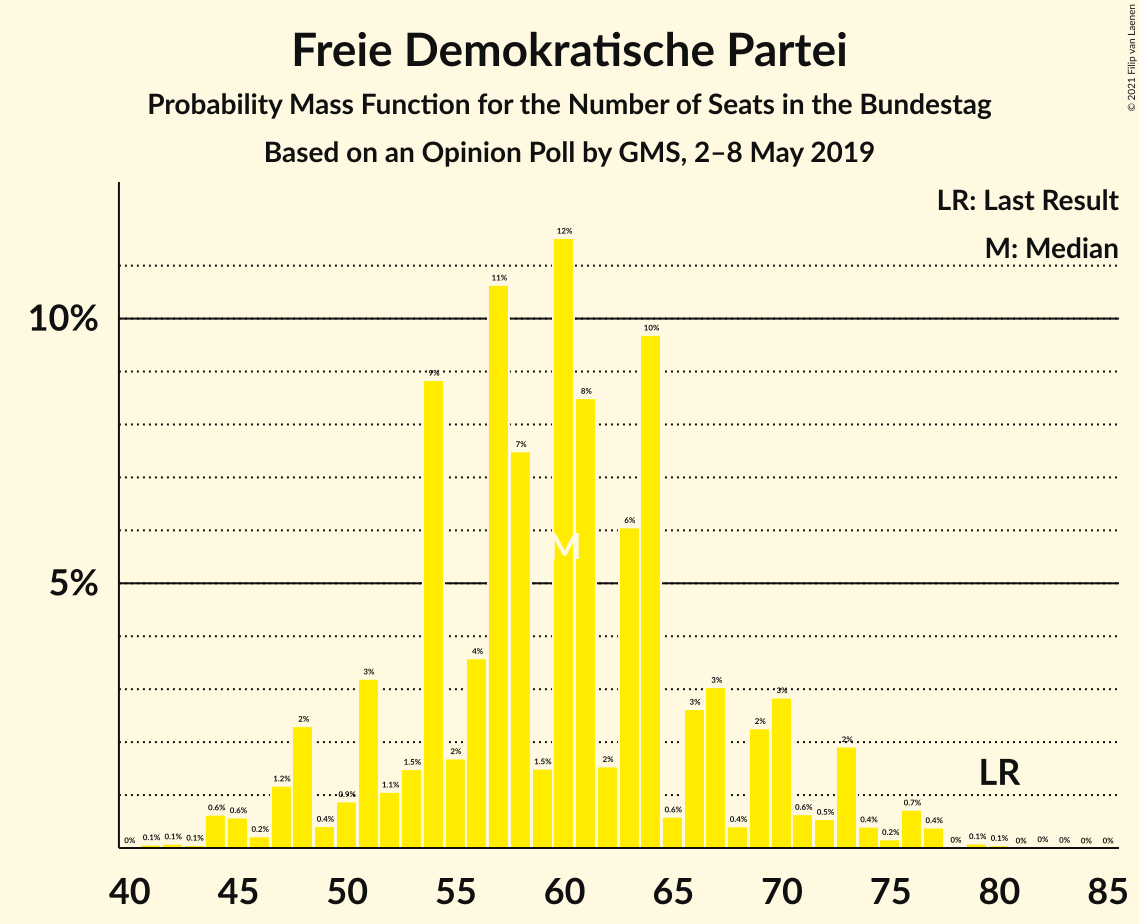 © 2021 Filip van Laenen
Freie Demokratische Partei
Probability Mass Function for the Number of Seats in the Bundestag
Based on an Opinion Poll by GMS, 2–8 May 2019
LR: Last Result
M: Median
10%
5%
0% 0.1% 0.1% 0.1% 0.6% 0.6% 0.2% 1.2% 2% 0.4% 0.9% 3% 1.1% 1.5% 9% 2% 4% 11% 7% 1.5% 12% 8% 2% 6% 10% 0.6% 3% 3% 0.4% 2% 3% 0.6% 0.5% 2% 0.4% 0.2% 0.7% 0.4% 0% 0.1% 0.1% 0% 0% 0% 0% 0%
M
LR
40 45 50 55 60 65 70 75 80 85